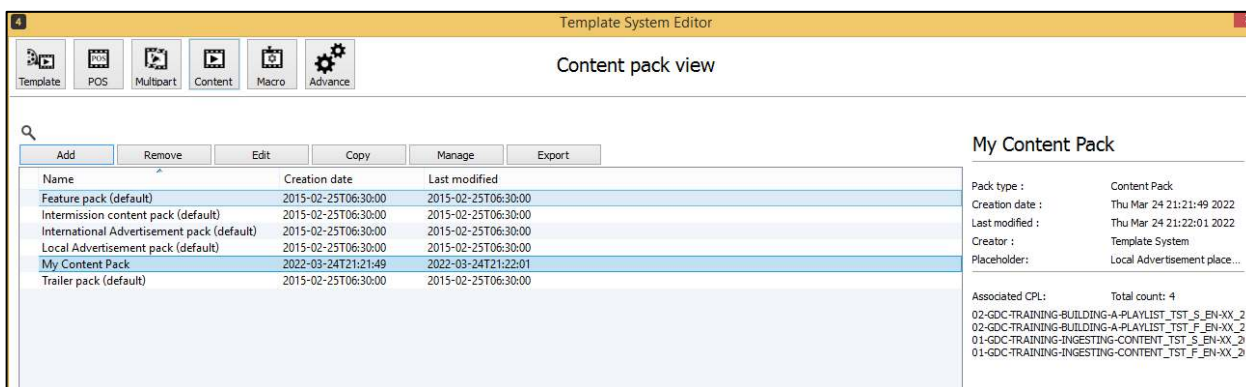 4
Template System Editor
Template
POS
POS
Multipart
Content
Macro
Advance
Content pack view
Add Remove Edit Copy Manage Export
Name Creation date Last modified
Feature pack (default) 2015-02-25T06:30:00 2015-02-25T06:30:00
Intermission content pack (default) 2015-02-25T06:30:00 2015-02-25T06:30:00
International Advertisement pack (default) 2015-02-25T06:30:00 2015-02-25T06:30:00
Local Advertisement pack (default) 2015-02-25T06:30:00 2015-02-25T06:30:00
My Content Pack 2022-03-24T21:21:49 2022-03-24T21:22:01
Trailer pack (default) 2015-02-25T06:30:00 2015-02-25T06:30:00
My Content Pack
Pack type : Content Pack
Creation date : Thu Mar 24 21:21:49 2022
Last modified : Thu Mar 24 21:22:01 2022
Creator : Template System
Placeholder: Local Advertisement place...
Associated CPL: Total count: 4
02-GDC-TRAINING-BUILDING-A-PLAYLIST_TST_S_EN-XX_2
02-GDC-TRAINING-BUILDING-A-PLAYLIST_TST_F_EN-XX_2
01-GDC-TRAINING-INGESTING-CONTENT_TST_S_EN-XX_2
01-GDC-TRAINING-INGESTING-CONTENT_TST_F_EN-XX_2